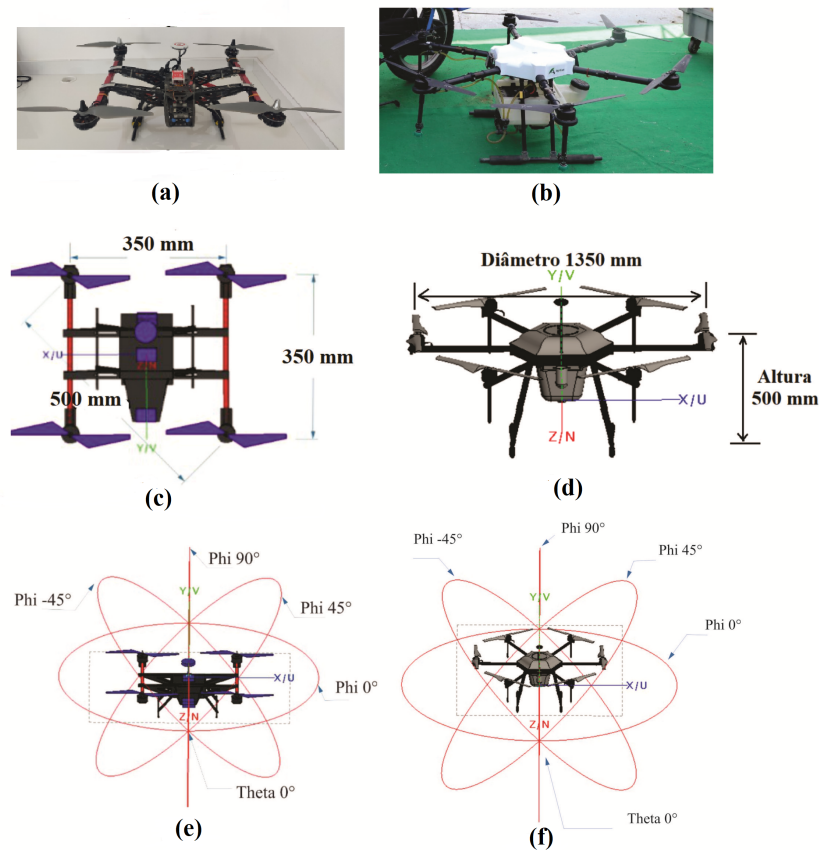 (a)
(b)
350 mm
350 mm
500 mm
X/U
Z/N
Y/V
(c)
Diâmetro 1350 mm
Y/V
Altura
500 mm
X/U
Z/N
(d)
Phi 90°
Phi -45°
Phi 45°
Y/V
Phi 0°
X/U
Z/N
Theta 0°
(e)
Phi 90°
Phi -45°
Phi 45°
Y/V
Phi 0°
X/U
Z/N
Theta 0°
(f)